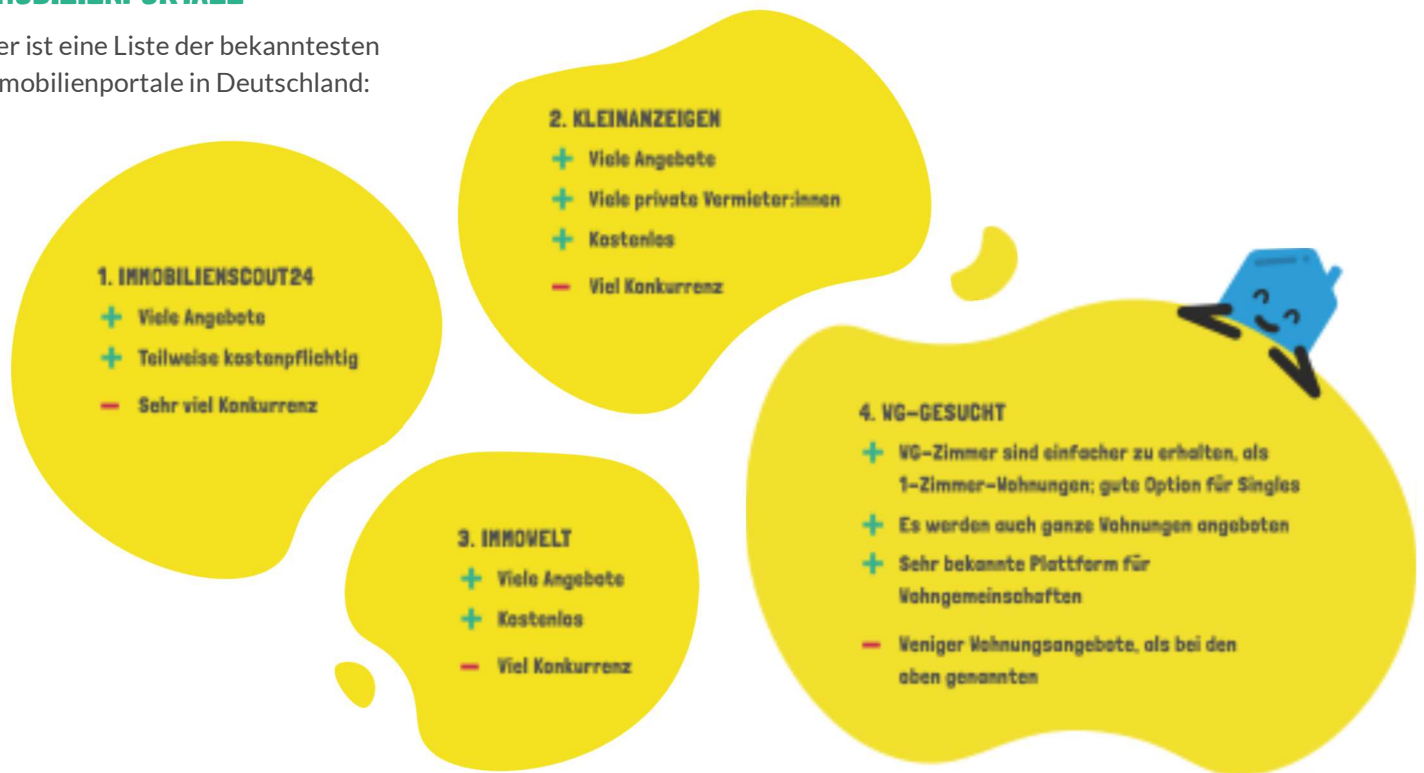 er ist eine Liste der bekanntesten
mobilienportale in Deutschland:
1. IMMOBILIENSCOUT24
+ Viele Angebote
+ Teilweise kostenpflichtig
– Sehr viel Konkurrenz
2. KLEINANZEIGEN
+ Viele Angebote
+ Viele private Vermieter:innen
+ Kostenlos
– Viel Konkurrenz
3. IMMOWELT
+ Viele Angebote
+ Kostenlos
– Viel Konkurrenz
4. WG-GESUCHT
+ WG-Zimmer sind einfacher zu erhalten, als
1-Zimmer-Wohnungen; gute Option für Singles
+ Es werden auch ganze Wohnungen angeboten
+ Sehr bekannte Plattform für
Wohngemeinschaften
– Weniger Wohnungsangebote, als bei den
oben genannten